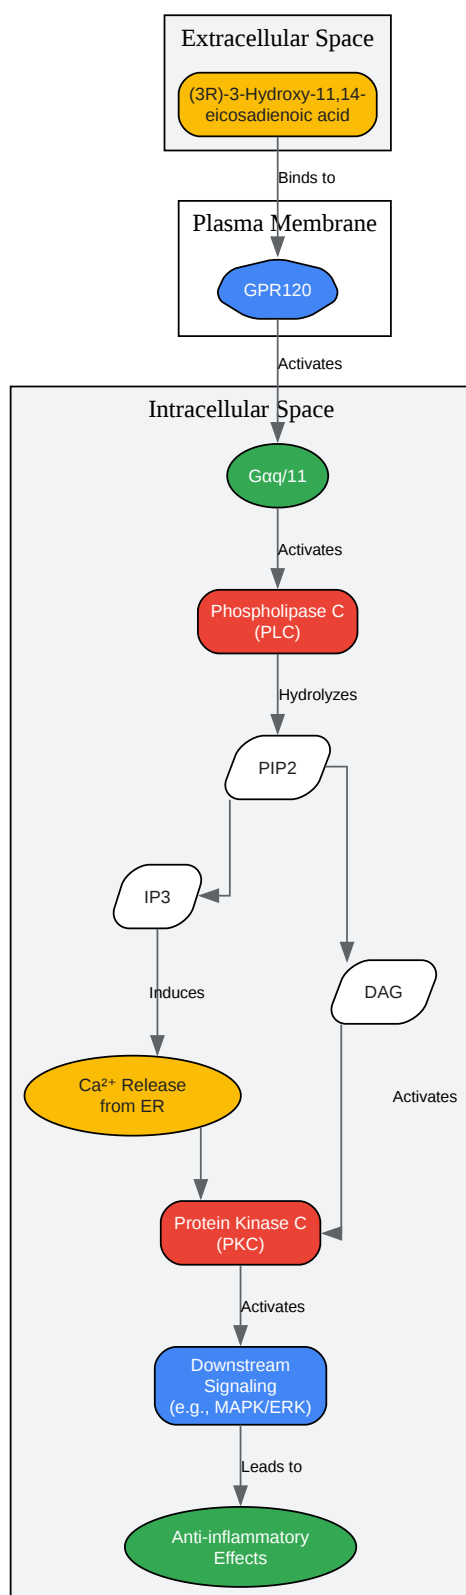 Extracellular Space
(3R)-3-Hydroxy-11,14-
eicosadienoic acid
Binds to
Plasma Membrane
GPR120
Activates
Intracellular Space
Gαq/11
Activates
Phospholipase C
(PLC)
Hydrolyzes
PIP2
IP3
DAG
Induces
Ca²⁺ Release
from ER
Activates
Protein Kinase C
(PKC)
Activates
Downstream
Signaling
(e.g., MAPK/ERK)
Leads to
Anti-inflammatory
Effects